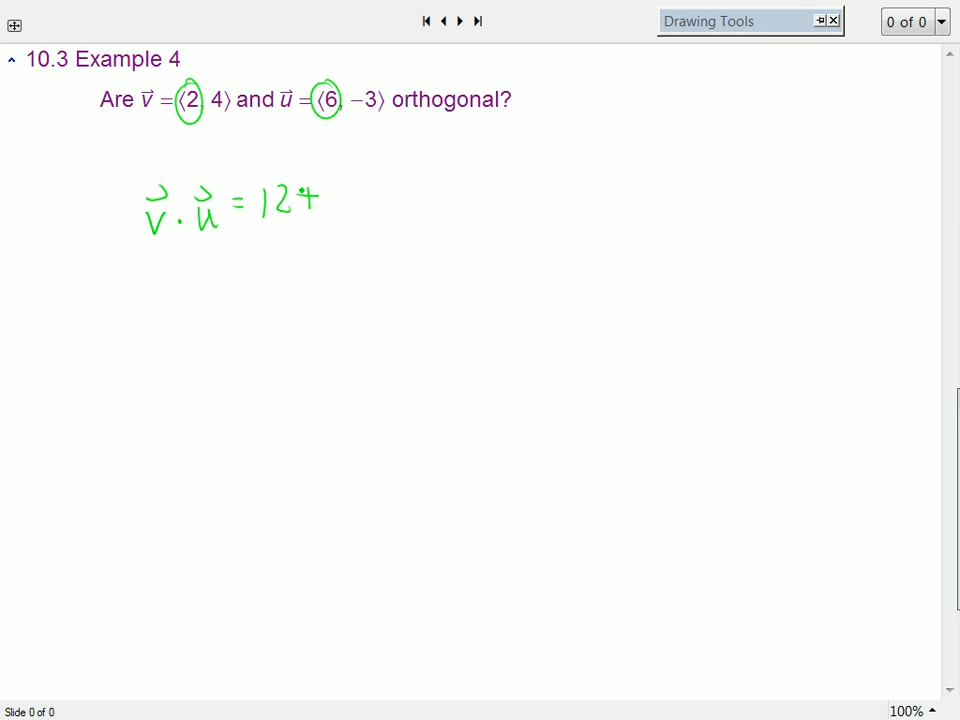 Drawing Tools
0 of 0
10.3 Example 4
Are v⃗ = ⟨2, 4⟩ and u⃗ = ⟨6, −3⟩ orthogonal?
v⃗ · u⃗ = 12 +
Slide 0 of 0
100%